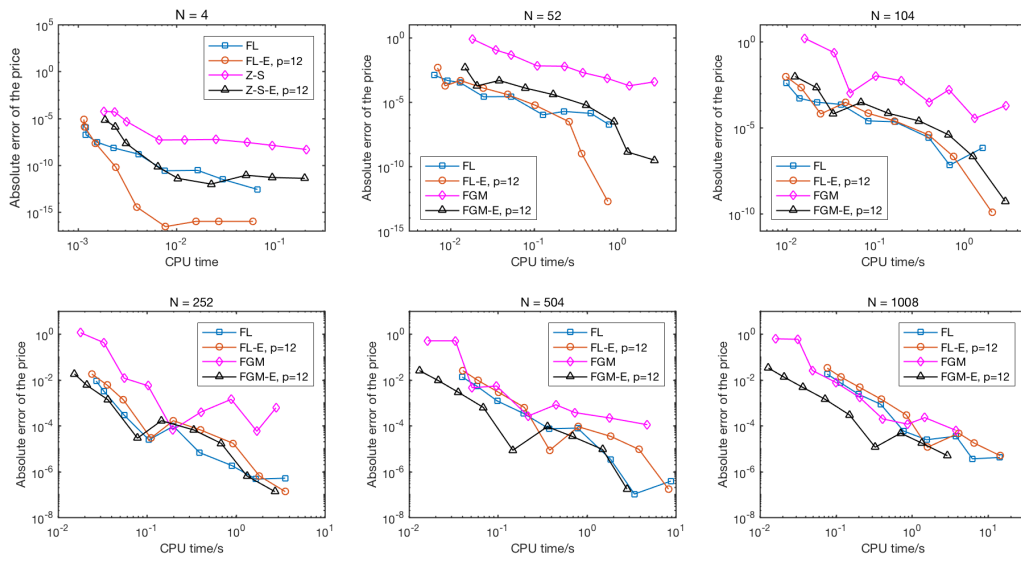 N = 4
Absolute error of the price
10^5
10^0
10^-5
10^-10
10^-15
FL
FL-E, p=12
Z-S
Z-S-E, p=12
10^-3
10^-2
10^-1
CPU time
N = 52
Absolute error of the price
10^0
10^-5
10^-10
10^-15
FL
FL-E, p=12
FGM
FGM-E, p=12
10^-2
10^-1
10^0
10^1
CPU time/s
N = 104
Absolute error of the price
10^0
10^-5
10^-10
FL
FL-E, p=12
FGM
FGM-E, p=12
10^-2
10^-1
10^0
CPU time/s
N = 252
Absolute error of the price
10^0
10^-2
10^-4
10^-6
10^-8
FL
FL-E, p=12
FGM
FGM-E, p=12
10^-2
10^-1
10^0
10^1
CPU time/s
N = 504
Absolute error of the price
10^0
10^-2
10^-4
10^-6
10^-8
FL
FL-E, p=12
FGM
FGM-E, p=12
10^-2
10^-1
10^0
10^1
CPU time/s
N = 1008
Absolute error of the price
10^0
10^-2
10^-4
10^-6
10^-8
FL
FL-E, p=12
FGM
FGM-E, p=12
10^-2
10^-1
10^0
10^1
CPU time/s